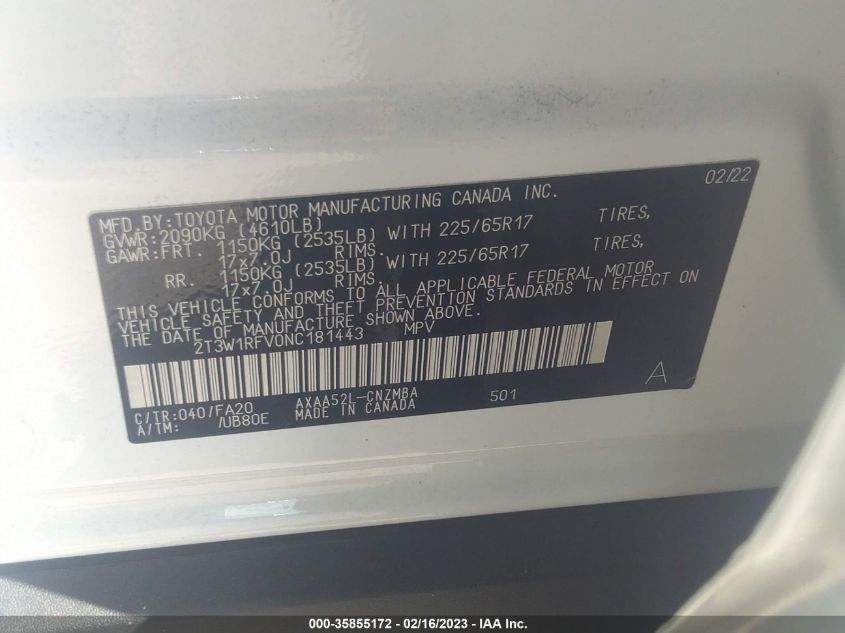 02/22
MFD.BY:TOYOTA MOTOR MANUFACTURING CANADA INC.
GVWR:2090KG (4610LB)
GAWR:FRT. 1150KG (2535LB) WITH 225/65R17 TIRES,
17x7.0J RIMS.
RR. 1150KG (2535LB) WITH 225/65R17 TIRES,
17x7.0J RIMS.
THIS VEHICLE CONFORMS TO ALL APPLICABLE FEDERAL MOTOR
VEHICLE SAFETY AND THEFT PREVENTION STANDARDS IN EFFECT ON
THE DATE OF MANUFACTURE SHOWN ABOVE.
2T3W1RFV0NC181443 MPV
C/TR:040/FA20 AXAA52L-CNZMBA 501 A
A/TM: /UB80E MADE IN CANADA
000-35855172 - 02/16/2023 - IAA Inc.